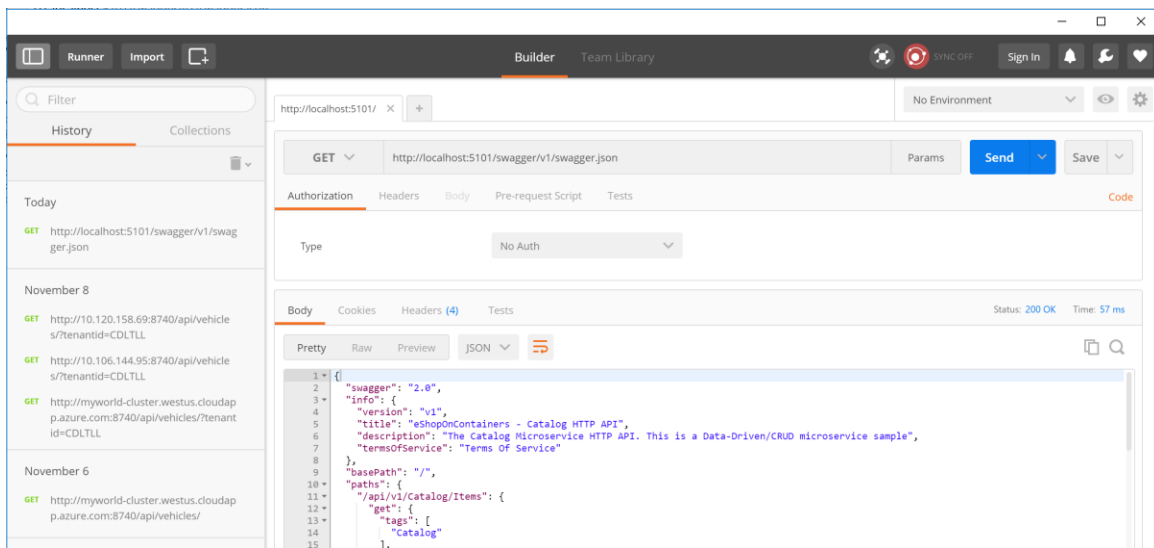 Runner
Import
Builder
Team Library
SYNC OFF
Sign In
Filter
History
Collections
Today
GET http://localhost:5101/swagger/v1/swag
ger.json
November 8
GET http://10.120.158.69:8740/api/vehicle
s/?tenantid=CDLTLL
GET http://10.106.144.95:8740/api/vehicle
s/?tenantid=CDLTLL
GET http://myworld-cluster.westus.cloudap
p.azure.com:8740/api/vehicles/?tenant
id=CDLTLL
November 6
GET http://myworld-cluster.westus.cloudap
p.azure.com:8740/api/vehicles/
http://localhost:5101/
No Environment
GET http://localhost:5101/swagger/v1/swagger.json Params Send Save
Authorization Headers Body Pre-request Script Tests Code
Type No Auth
Body Cookies Headers (4) Tests Status: 200 OK Time: 57 ms
Pretty Raw Preview JSON
1 {
2 "swagger": "2.0",
3 "info": {
4 "version": "v1",
5 "title": "eShopOnContainers - Catalog HTTP API",
6 "description": "The Catalog Microservice HTTP API. This is a Data-Driven/CRUD microservice sample",
7 "termsOfService": "Terms Of Service"
8 },
9 "basePath": "/",
10 "paths": {
11 "/api/v1/Catalog/Items": {
12 "get": {
13 "tags": [
14 "Catalog"
15 ],